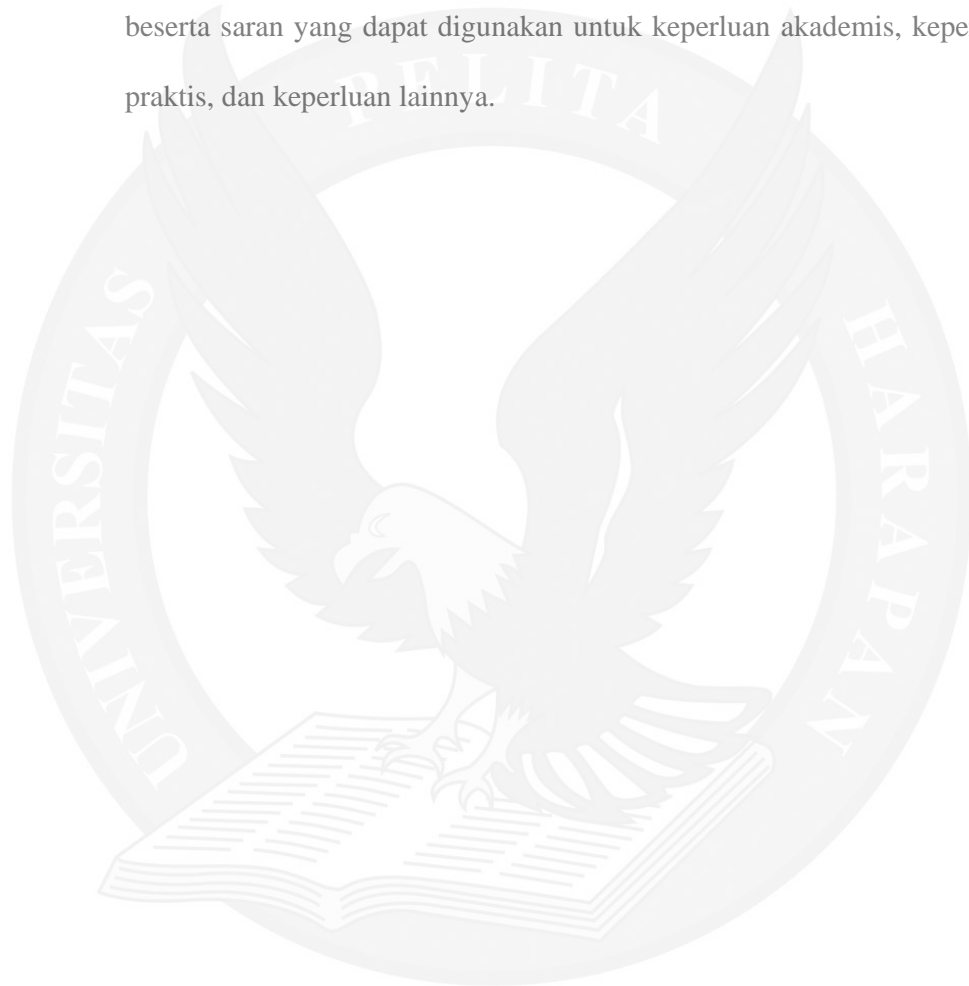 beserta saran yang dapat digunakan untuk keperluan akademis, kepe
praktis, dan keperluan lainnya.
UNIVERSITAS PELITA HARAPAN